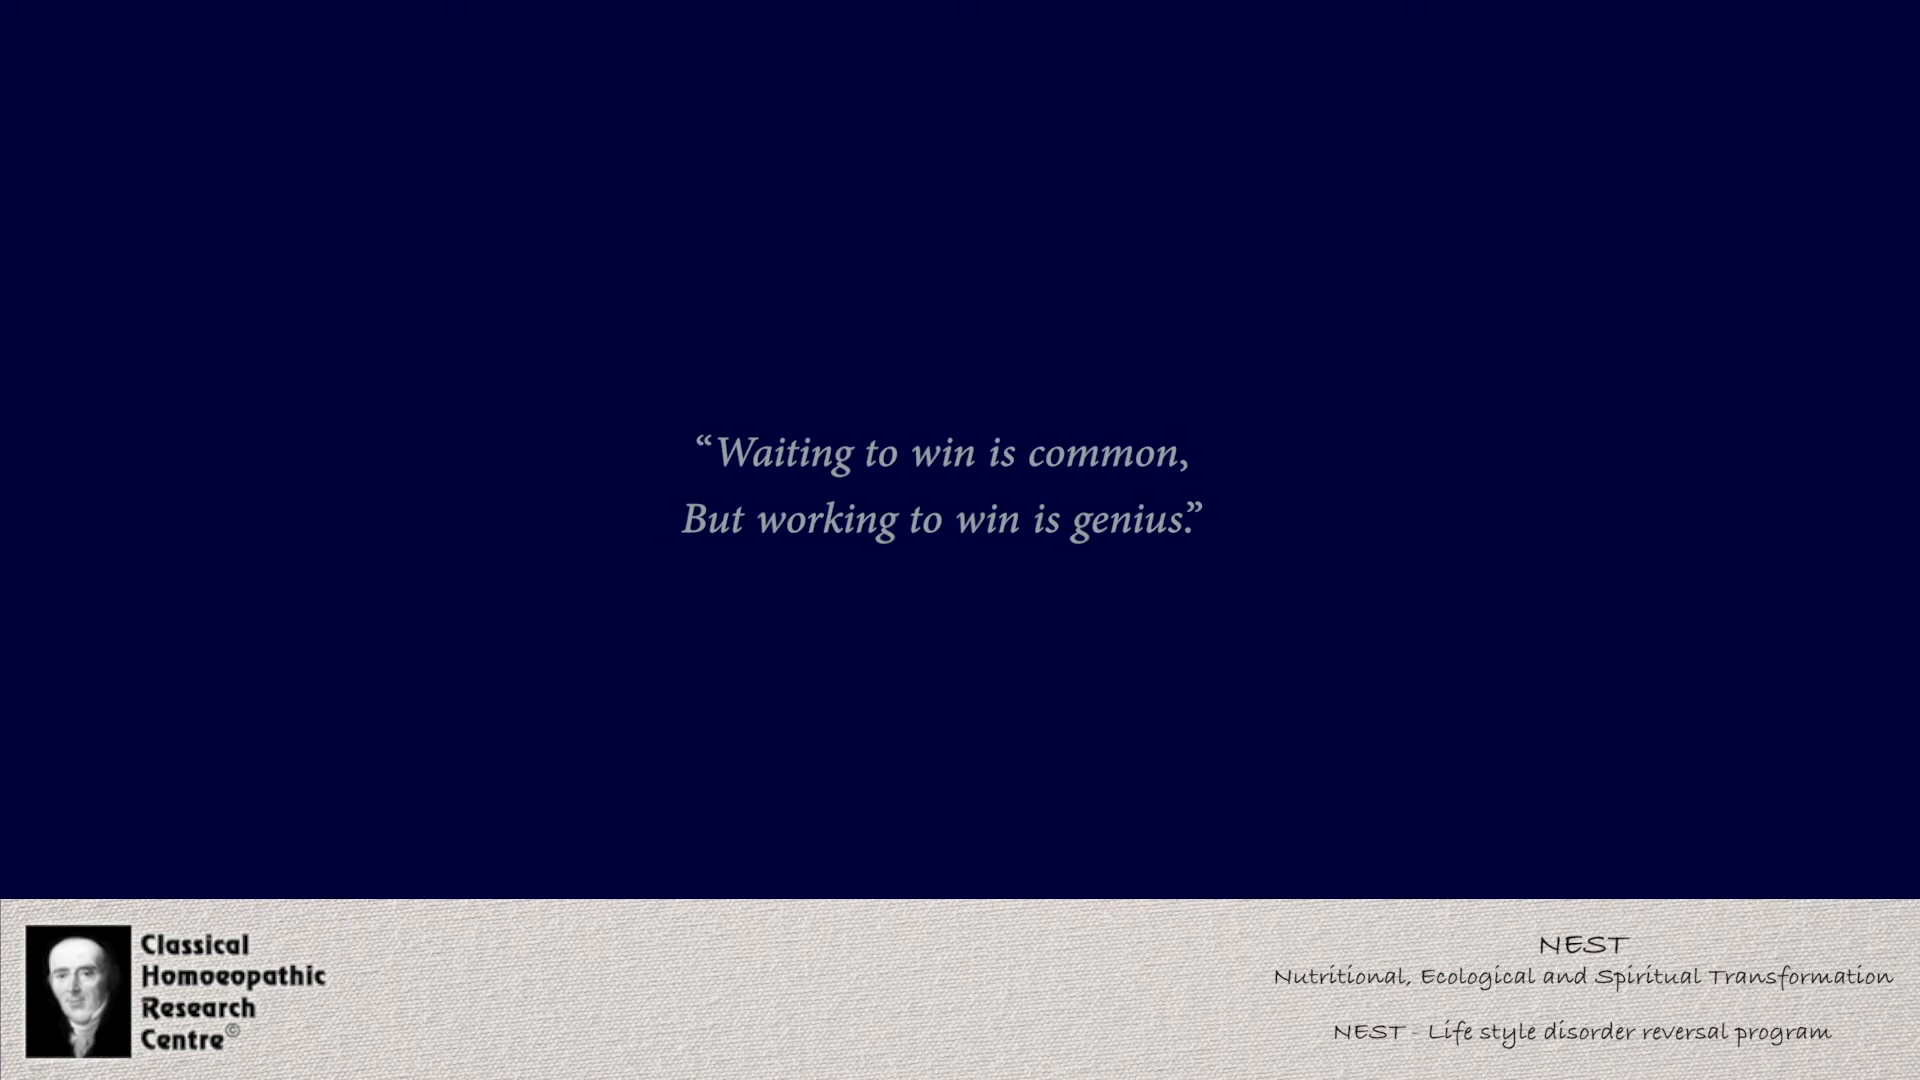 “Waiting to win is common,
But working to win is genius.”
Classical
Homoeopathic
Research
Centre©
NEST
Nutritional, Ecological and Spiritual Transformation
NEST - Life style disorder reversal program